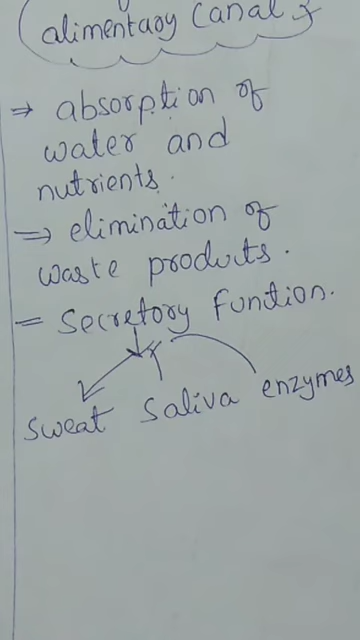 alimentary Canal
⇒ absorption of
water and
nutrients.
⇒ elimination of
waste products.
= Secretory function.
Sweat Saliva enzymes